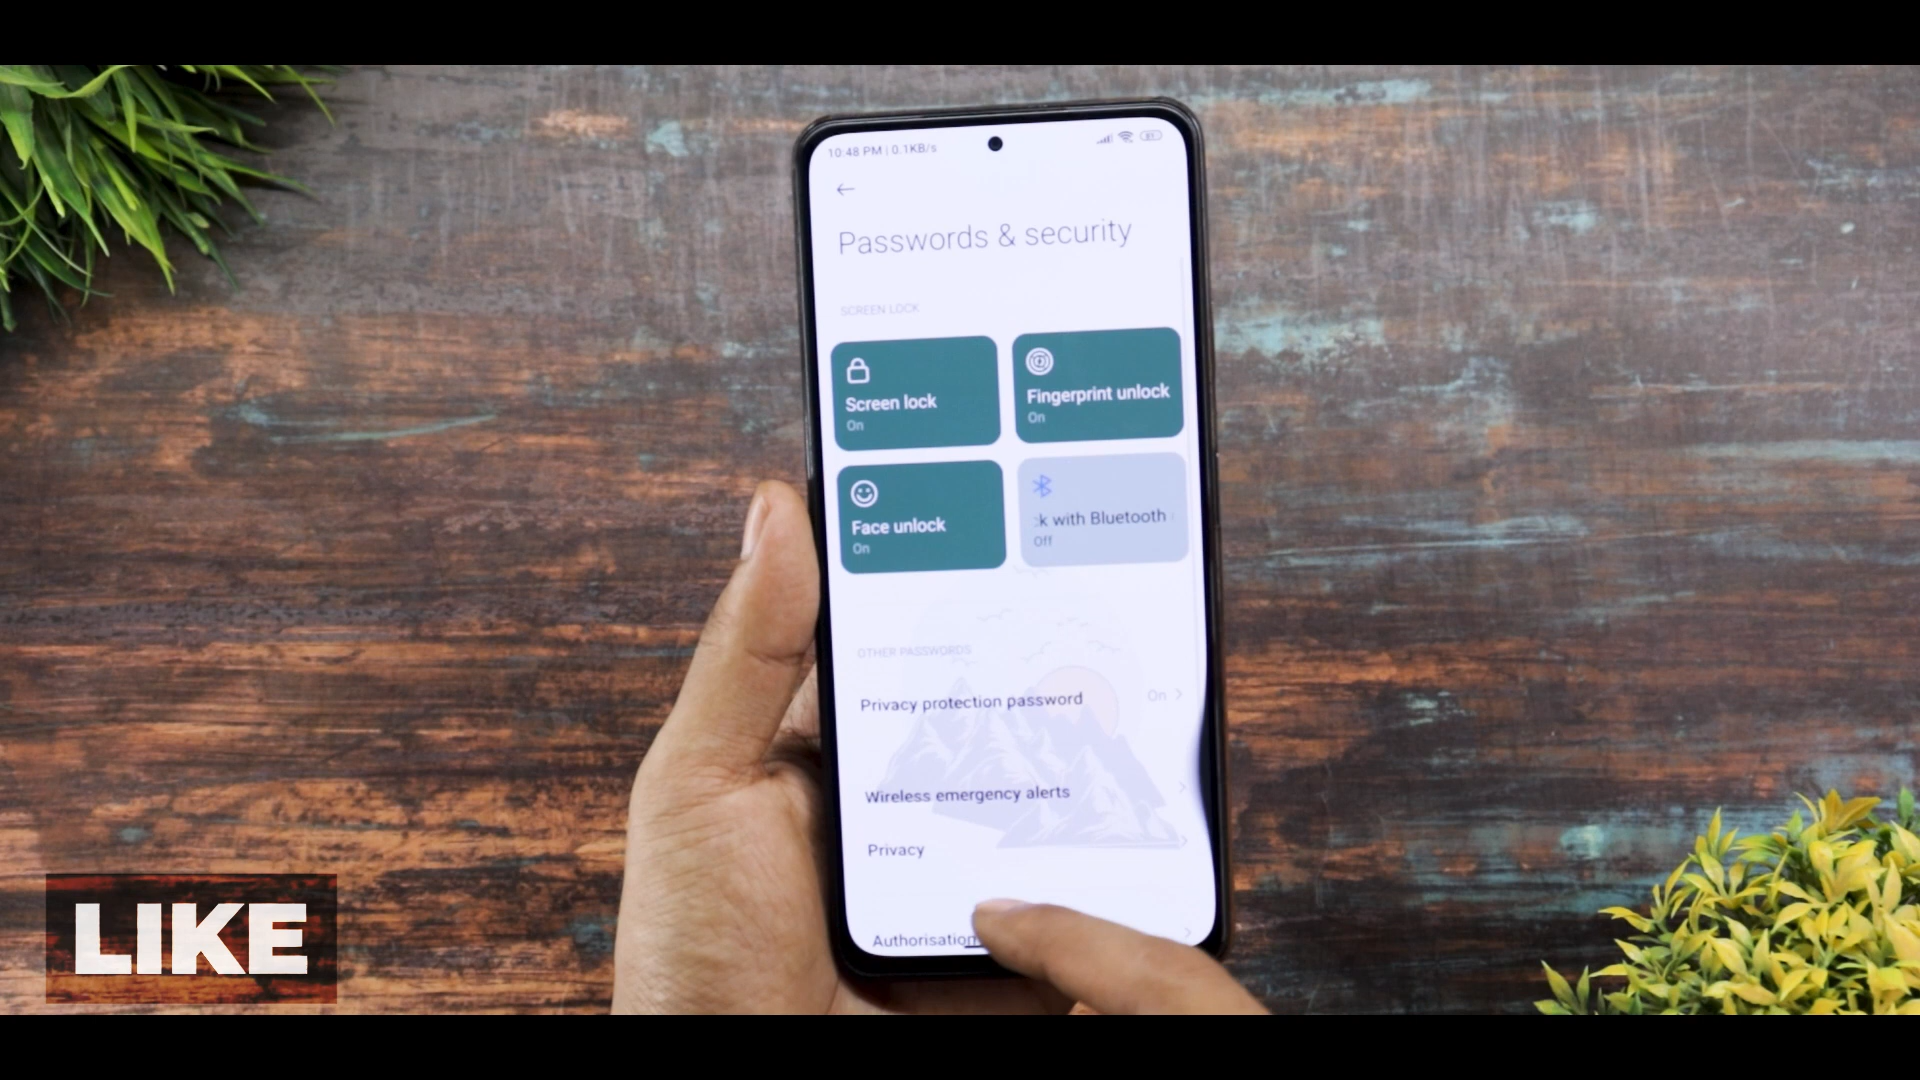 10:48 PM | 0.1KB/s
Passwords & security
SCREEN LOCK
Screen lock
On
Fingerprint unlock
On
Face unlock
On
k with Bluetooth
Off
OTHER PASSWORDS
Privacy protection password
On
Wireless emergency alerts
Privacy
Authorisation
LIKE